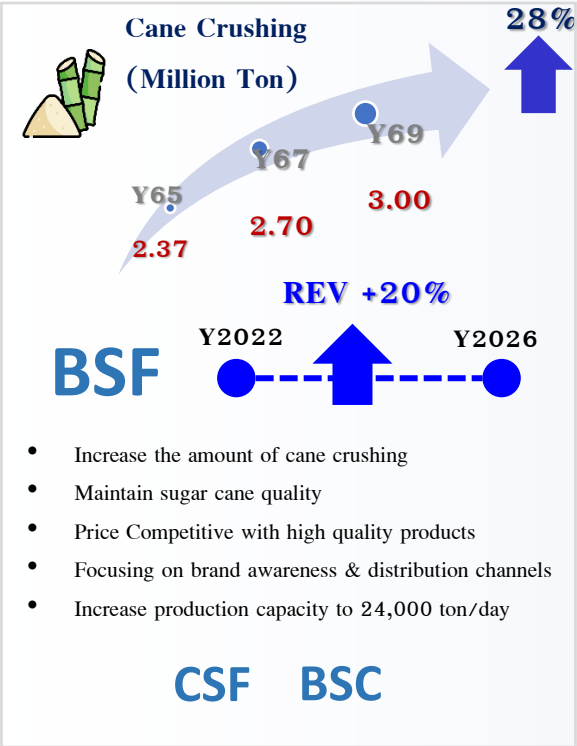 Cane Crushing
(Million Ton)
28%
Y65
2.37
Y67
2.70
Y69
3.00
REV +20%
Y2022
Y2026
BSF
• Increase the amount of cane crushing
• Maintain sugar cane quality
• Price Competitive with high quality products
• Focusing on brand awareness & distribution channels
• Increase production capacity to 24,000 ton/day
CSF BSC